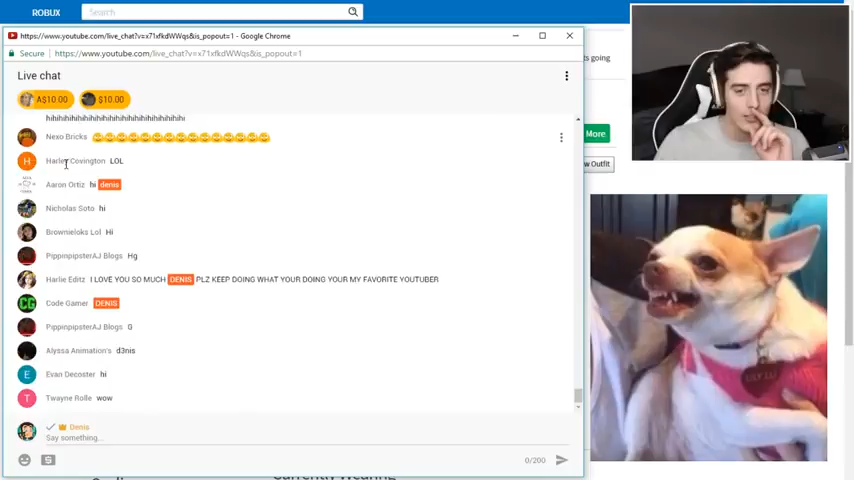 ROBUX
Search
https://www.youtube.com/live_chat?v=x71xfkdWWqs&is_popout=1 - Google Chrome
Secure
https://www.youtube.com/live_chat?v=x71xfkdWWqs&is_popout=1
ts going
Live chat
A$10.00
$10.00
hihihihihihihihihihihihihihihihihihihihi
Nexo Bricks
More
Harley Covington LOL
w Outfit
Aaron Ortiz hi denis
Nicholas Soto hi
Brownieloks Lol Hi
PippinpipsterAJ Blogs Hg
Harlie Editz I LOVE YOU SO MUCH DENIS PLZ KEEP DOING WHAT YOUR DOING YOUR MY FAVORITE YOUTUBER
Code Gamer DENIS
PippinpipsterAJ Blogs G
Alyssa Animation's d3nis
Evan Decoster hi
Twayne Rolle wow
Denis
Say something...
0/200
Currently Wearing